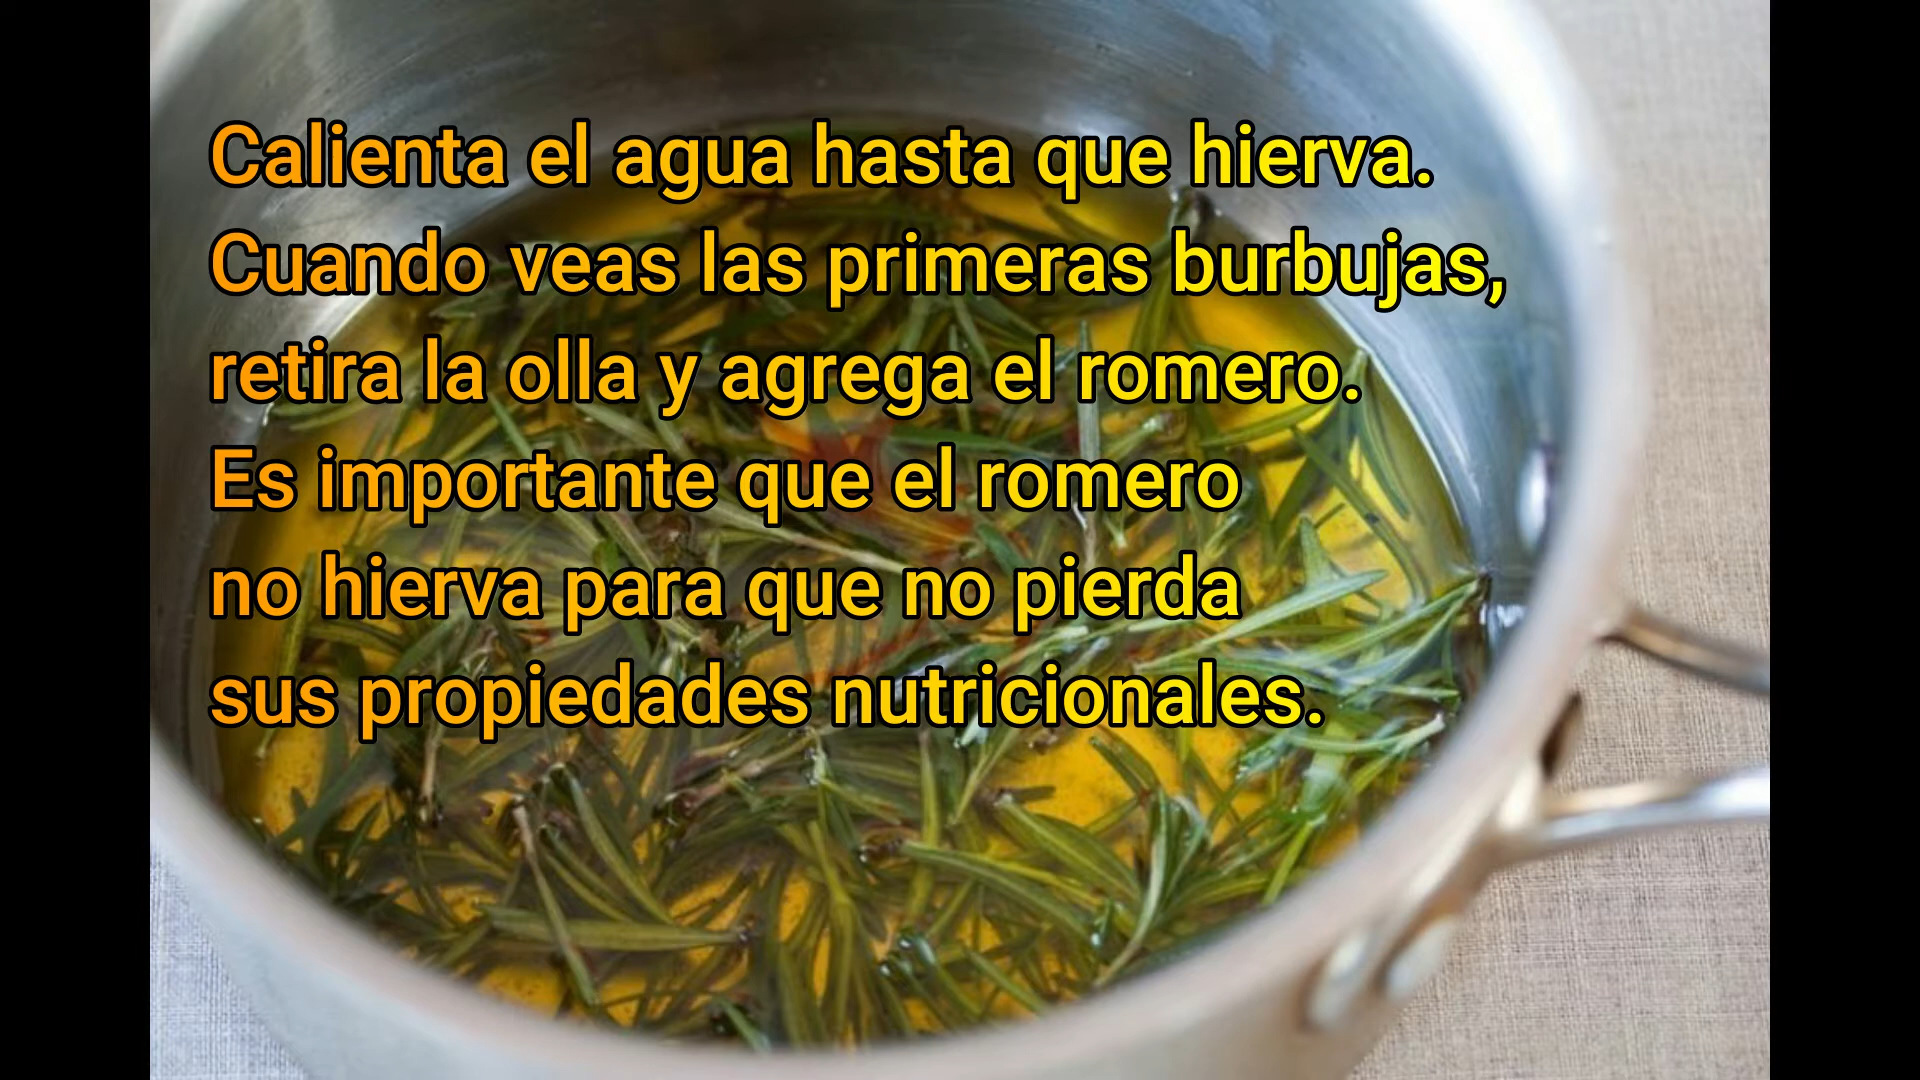 Calienta el agua hasta que hierva.
Cuando veas las primeras burbujas,
retira la olla y agrega el romero.
Es importante que el romero
no hierva para que no pierda
sus propiedades nutricionales.